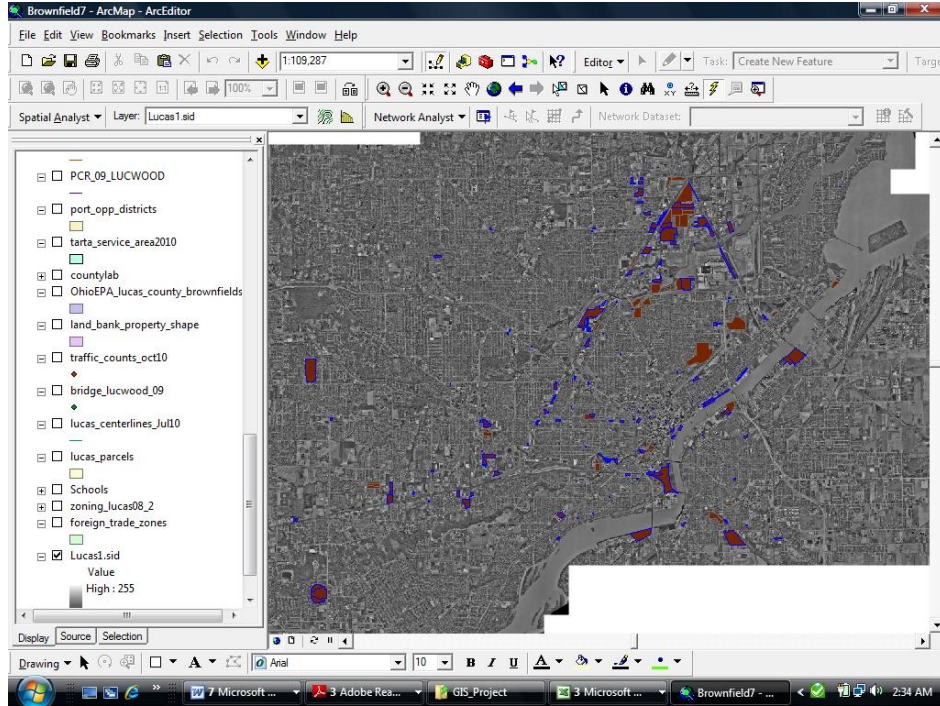 Brownfield7 - ArcMap - ArcEditor
File Edit View Bookmarks Insert Selection Tools Window Help
1:109,287 Editor Task: Create New Feature Targe
100%
Spatial Analyst Layer: Lucas1.sid Network Analyst Network Dataset:
PCR_09_LUCWOOD
port_opp_districts
tarta_service_area2010
countylab
OhioEPA_lucas_county_brownfields
land_bank_property_shape
traffic_counts_oct10
bridge_lucwood_09
lucas_centerlines_Jul10
lucas_parcels
Schools
zoning_lucas08_2
foreign_trade_zones
Lucas1.sid
Value
High : 255
Display Source Selection
Drawing A Arial 10 B I U A
7 Microsoft ... 3 Adobe Rea... GIS_Project 3 Microsoft ... Brownfield7 - ... 2:34 AM